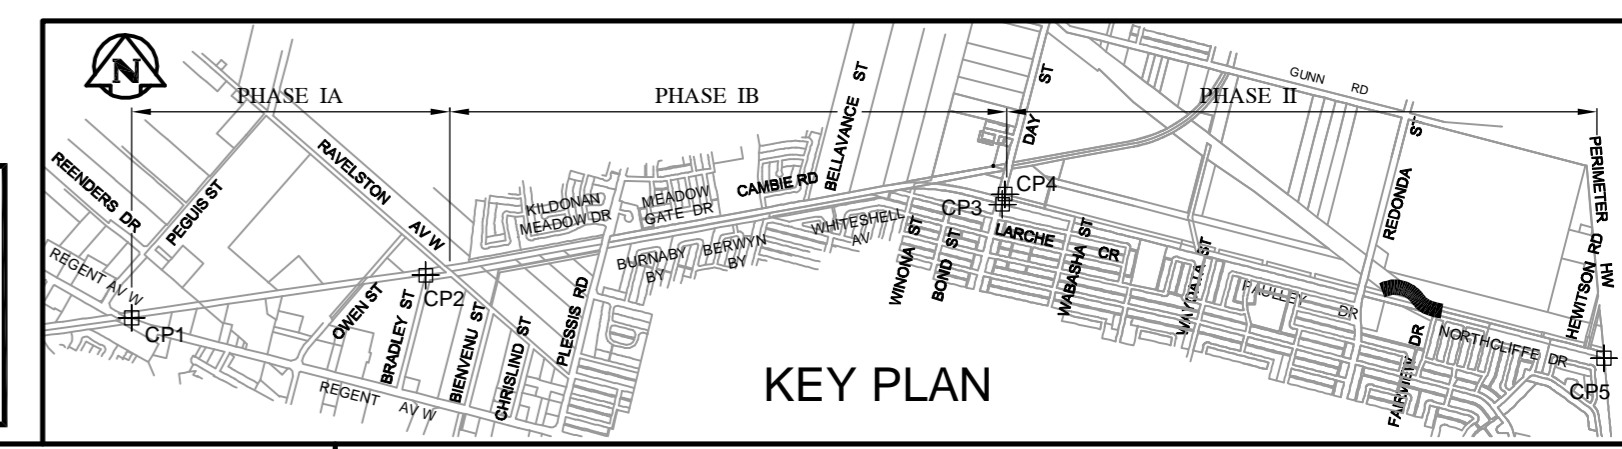 N
PHASE IA
PHASE IB
PHASE II
GUNN RD
REENDERS DR
PEGUIS ST
RAVELSTON AV W
KILDONAN
MEADOW DR
MEADOW
GATE DR
CAMBIE RD
BELLAVANCE ST
DAY ST
REDONDA ST
PERIMETER HW
REGENT AV W
CP1
CP2
CP3
CP4
CP5
OWEN ST
BRADLEY ST
BIENVENU ST
CHRISLIND ST
PLESSIS RD
BURNABY
BY
BERWYN
BY
WHITESHELL
AV
WINONA ST
BOND ST
LARCHE CR
WABASHA ST
WAYOATA ST
PAULLEY DR
FAIRVIEW DR
NORTHCLIFFE DR
HEWITSON RD
REGENT AV W
KEY PLAN